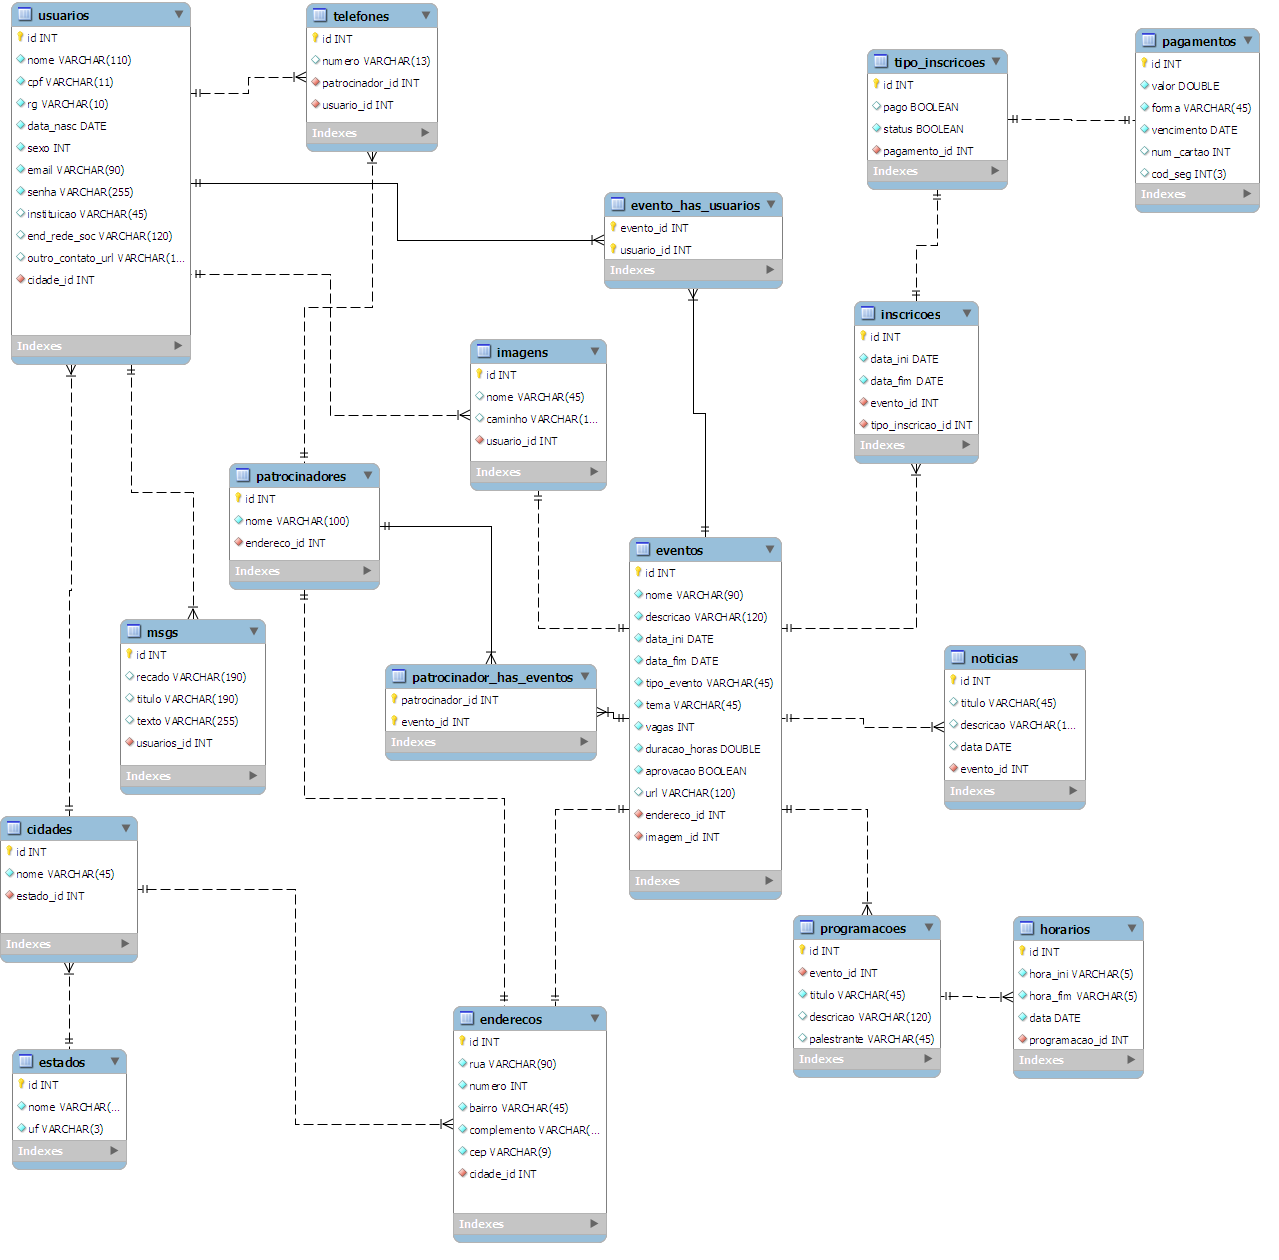 usuarios
id INT
nome VARCHAR(110)
cpf VARCHAR(11)
rg VARCHAR(10)
data_nasc DATE
sexo INT
email VARCHAR(90)
senha VARCHAR(255)
instituicao VARCHAR(45)
end_rede_soc VARCHAR(120)
outro_contato_url VARCHAR(1...
cidade_id INT
Indexes
telefones
id INT
numero VARCHAR(13)
patrocinador_id INT
usuario_id INT
Indexes
tipo_inscricoes
id INT
pago BOOLEAN
status BOOLEAN
pagamento_id INT
Indexes
pagamentos
id INT
valor DOUBLE
forma VARCHAR(45)
vencimento DATE
num_cartao INT
cod_seg INT(3)
Indexes
evento_has_usuarios
evento_id INT
usuario_id INT
Indexes
inscricoes
id INT
data_ini DATE
data_fim DATE
evento_id INT
tipo_inscricao_id INT
Indexes
imagens
id INT
nome VARCHAR(45)
caminho VARCHAR(1...
usuario_id INT
Indexes
patrocinadores
id INT
nome VARCHAR(100)
endereco_id INT
Indexes
eventos
id INT
nome VARCHAR(90)
descricao VARCHAR(120)
data_ini DATE
data_fim DATE
tipo_evento VARCHAR(45)
tema VARCHAR(45)
vagas INT
duracao_horas DOUBLE
aprovacao BOOLEAN
url VARCHAR(120)
endereco_id INT
imagem_id INT
Indexes
msgs
id INT
recado VARCHAR(190)
titulo VARCHAR(190)
texto VARCHAR(255)
usuarios_id INT
Indexes
patrocinador_has_eventos
patrocinador_id INT
evento_id INT
Indexes
noticias
id INT
titulo VARCHAR(45)
descricao VARCHAR(1...
data DATE
evento_id INT
Indexes
cidades
id INT
nome VARCHAR(45)
estado_id INT
Indexes
programacoes
id INT
evento_id INT
titulo VARCHAR(45)
descricao VARCHAR(120)
palestrante VARCHAR(45)
Indexes
horarios
id INT
hora_ini VARCHAR(5)
hora_fim VARCHAR(5)
data DATE
programacao_id INT
Indexes
enderecos
id INT
rua VARCHAR(90)
numero INT
bairro VARCHAR(45)
complemento VARCHAR(...
cep VARCHAR(9)
cidade_id INT
Indexes
estados
id INT
nome VARCHAR(...
uf VARCHAR(3)
Indexes